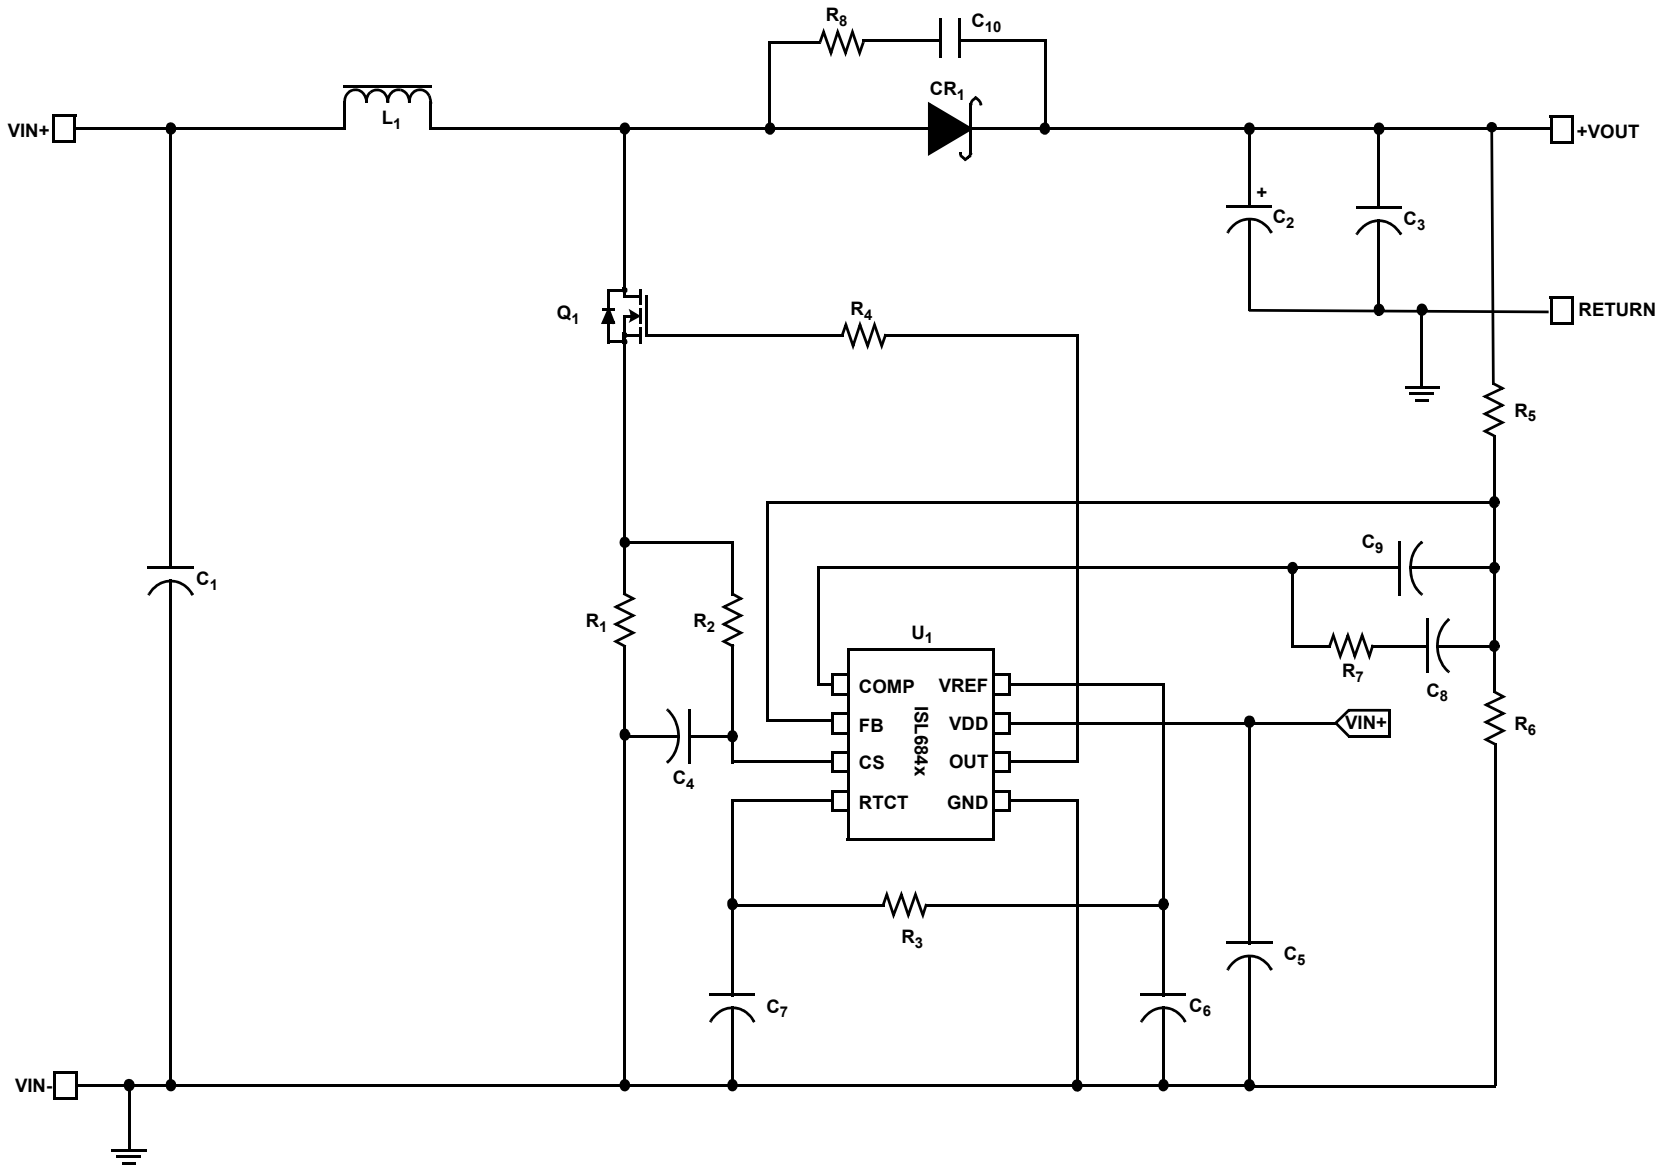 R8
C10
CR1
VIN+
L1
+VOUT
+
C2
C3
Q1
R4
RETURN
R5
C9
C1
R1
R2
U1
R7
C8
COMP
VREF
FB
VDD
VIN+
R6
CS
OUT
ISL684x
C4
RTCT
GND
R3
C5
C7
C6
VIN-